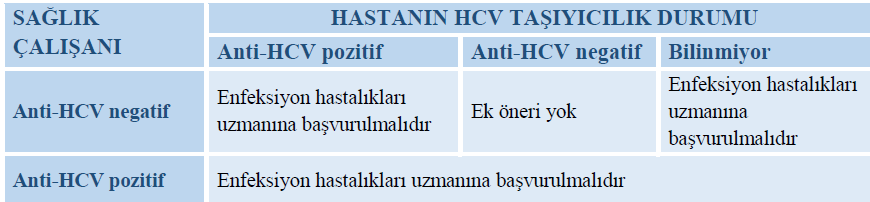 SAĞLIK ÇALIŞANI
HASTANIN HCV TAŞIYICILIK DURUMU
Anti-HCV pozitif
Anti-HCV negatif
Bilinmiyor
Anti-HCV negatif
Enfeksiyon hastalıkları
uzmanına başvurulmalıdır
Ek öneri yok
Enfeksiyon hastalıkları
uzmanına
başvurulmalıdır
Anti-HCV pozitif
Enfeksiyon hastalıkları uzmanına başvurulmalıdır